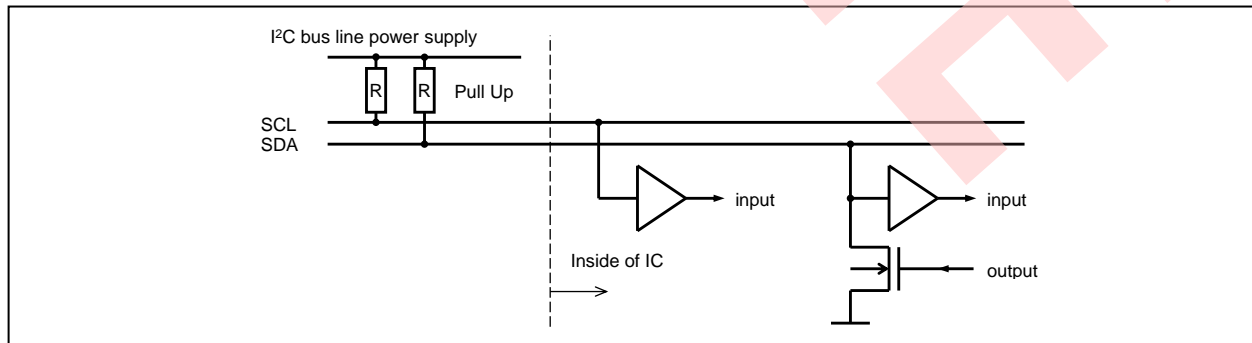 I²C bus line power supply
R R Pull Up
SCL
SDA
input input
Inside of IC
output